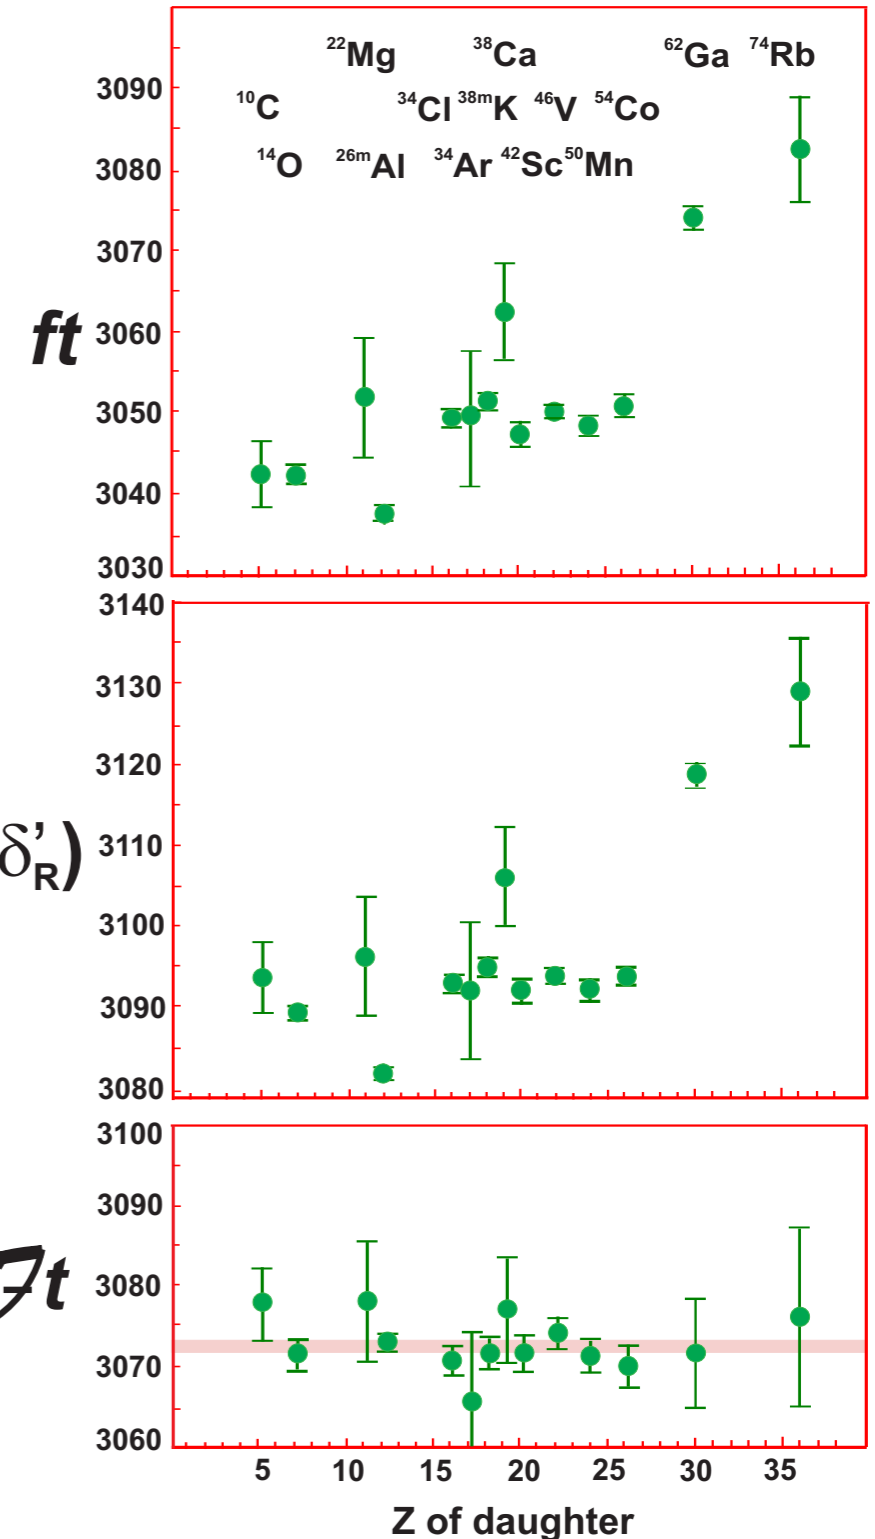 ²²Mg ³⁸Ca ⁶²Ga ⁷⁴Rb
3090
¹⁰C ³⁴Cl ³⁸ᵐK ⁴⁶V ⁵⁴Co
¹⁴O ²⁶ᵐAl ³⁴Ar ⁴²Sc ⁵⁰Mn
3080
3070
ft
3060
3050
3040
3030
3140
3130
3120
δ'R)
3110
3100
3090
3080
3100
3090
ℱt
3080
3070
3060
5 10 15 20 25 30 35
Z of daughter